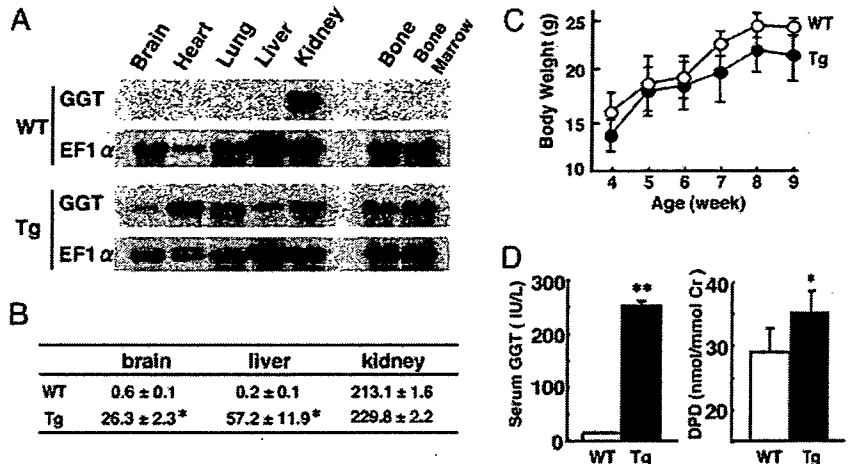 A
Brain Heart Lung Liver Kidney Bone Bone Marrow
WT
GGT
EF1 α
Tg
GGT
EF1 α
B
brain liver kidney
WT 0.6 ± 0.1 0.2 ± 0.1 213.1 ± 1.6
Tg 26.3 ± 2.3* 57.2 ± 11.9* 229.8 ± 2.2
C
Body Weight (g)
25
20
15
10
WT
Tg
4 5 6 7 8 9
Age (week)
D
Serum GGT ( IU/L)
300
200
100
0
**
WT Tg
DPD (nmol/mmol Cr)
40
30
20
*
WT Tg